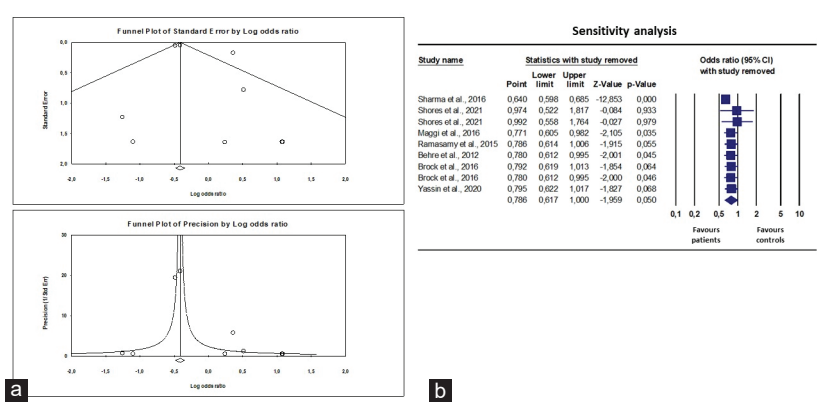 Funnel Plot of Standard Error by Log odds ratio
Standard Error
0,0
0,5
1,0
1,5
2,0
-2,0 -1,5 -1,0 -0,5 0,0 0,5 1,0 1,5 2,0
Log odds ratio
Funnel Plot of Precision by Log odds ratio
Precision (1/Std Err)
30
20
10
0
-2,0 -1,5 -1,0 -0,5 0,0 0,5 1,0 1,5 2,0
Log odds ratio
a
Sensitivity analysis
Study name Statistics with study removed Odds ratio (95% CI) with study removed
Lower Upper
Point limit limit Z-Value p-Value
Sharma et al., 2016 0,640 0,598 0,685 -12,853 0,000
Shores et al., 2021 0,974 0,522 1,817 -0,084 0,933
Shores et al., 2021 0,992 0,558 1,764 -0,027 0,979
Maggi et al., 2016 0,771 0,605 0,982 -2,105 0,035
Ramasamy et al., 2015 0,786 0,614 1,006 -1,915 0,055
Behre et al., 2012 0,780 0,612 0,995 -2,001 0,045
Brock et al., 2016 0,792 0,619 1,013 -1,854 0,064
Brock et al., 2016 0,780 0,612 0,995 -2,000 0,046
Yassin et al., 2020 0,795 0,622 1,017 -1,827 0,068
0,786 0,617 1,000 -1,959 0,050
0,1 0,2 0,5 1 2 5 10
Favours patients Favours controls
b